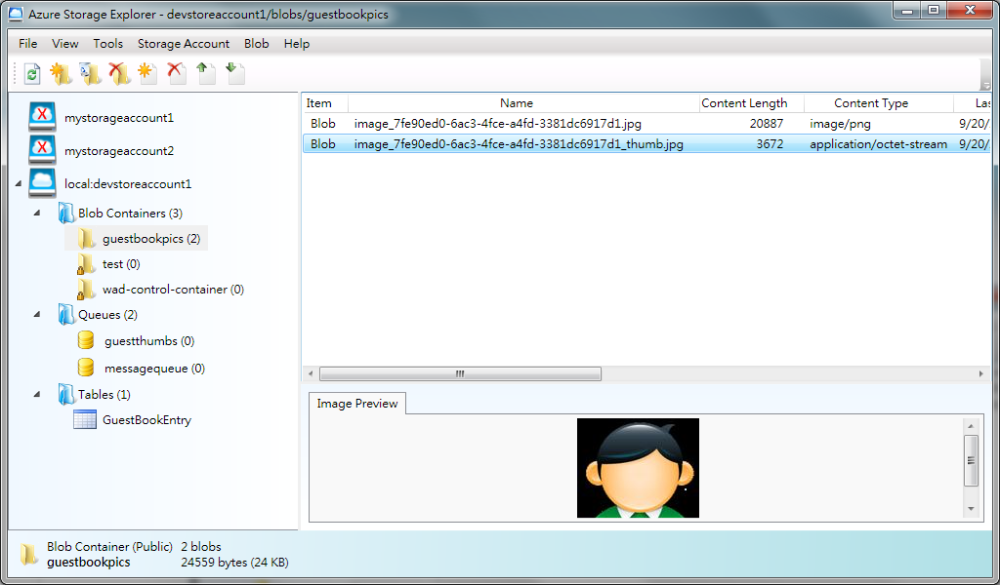 Azure Storage Explorer - devstoreaccount1/blobs/guestbookpics
File View Tools Storage Account Blob Help
mystorageaccount1
mystorageaccount2
local:devstoreaccount1
Blob Containers (3)
guestbookpics (2)
test (0)
wad-control-container (0)
Queues (2)
guestthumbs (0)
messagequeue (0)
Tables (1)
GuestBookEntry
Item Name Content Length Content Type Las
Blob image_7fe90ed0-6ac3-4fce-a4fd-3381dc6917d1.jpg 20887 image/png 9/20/
Blob image_7fe90ed0-6ac3-4fce-a4fd-3381dc6917d1_thumb.jpg 3672 application/octet-stream 9/20/
Image Preview
Blob Container (Public) 2 blobs
guestbookpics 24559 bytes (24 KB)